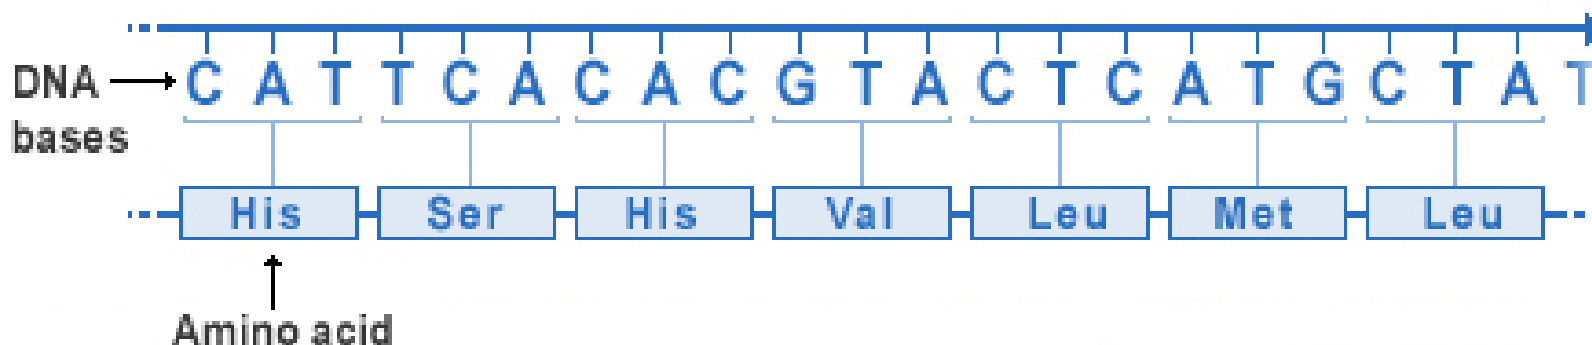 DNA bases
C A T T C A C A C G T A C T C A T G C T A T
His Ser His Val Leu Met Leu
Amino acid